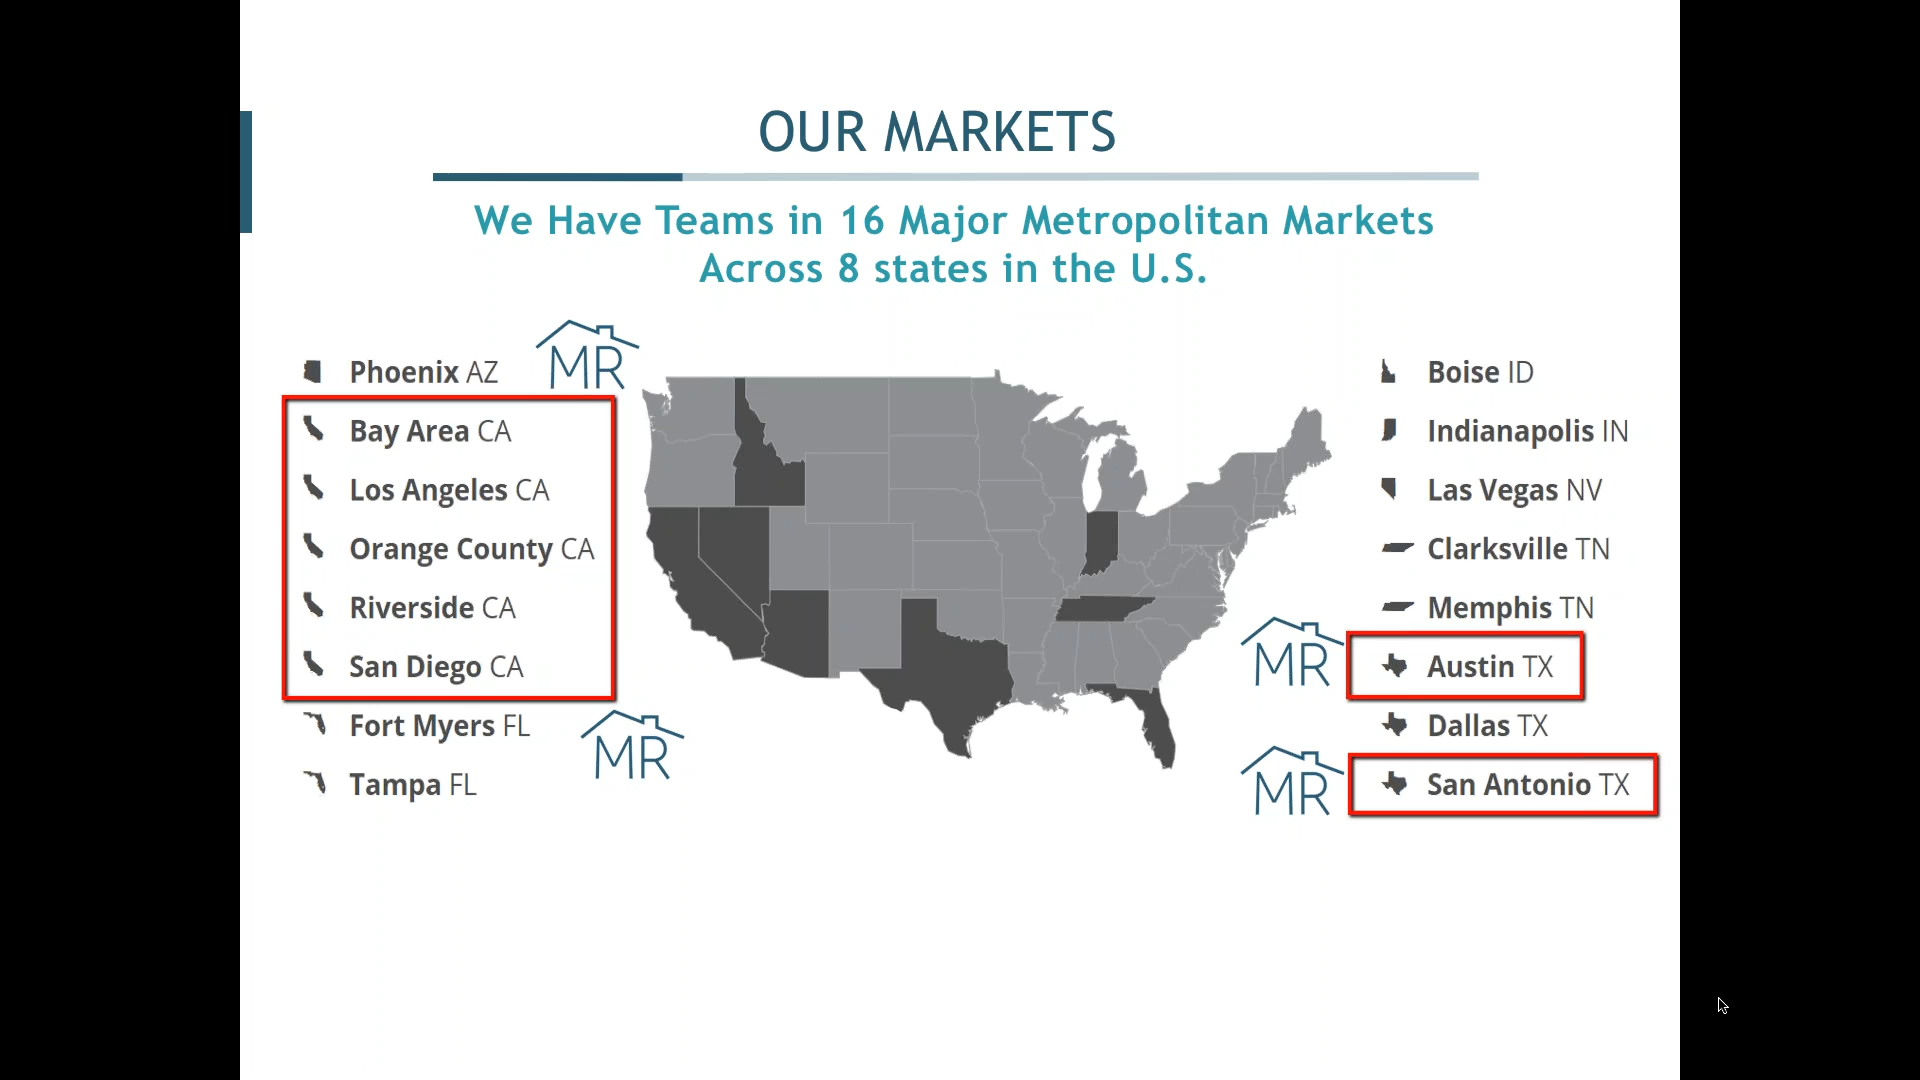 OUR MARKETS
We Have Teams in 16 Major Metropolitan Markets
Across 8 states in the U.S.
MR
Phoenix AZ
Bay Area CA
Los Angeles CA
Orange County CA
Riverside CA
San Diego CA
Fort Myers FL
MR
Tampa FL
Boise ID
Indianapolis IN
Las Vegas NV
Clarksville TN
Memphis TN
MR
Austin TX
Dallas TX
MR
San Antonio TX